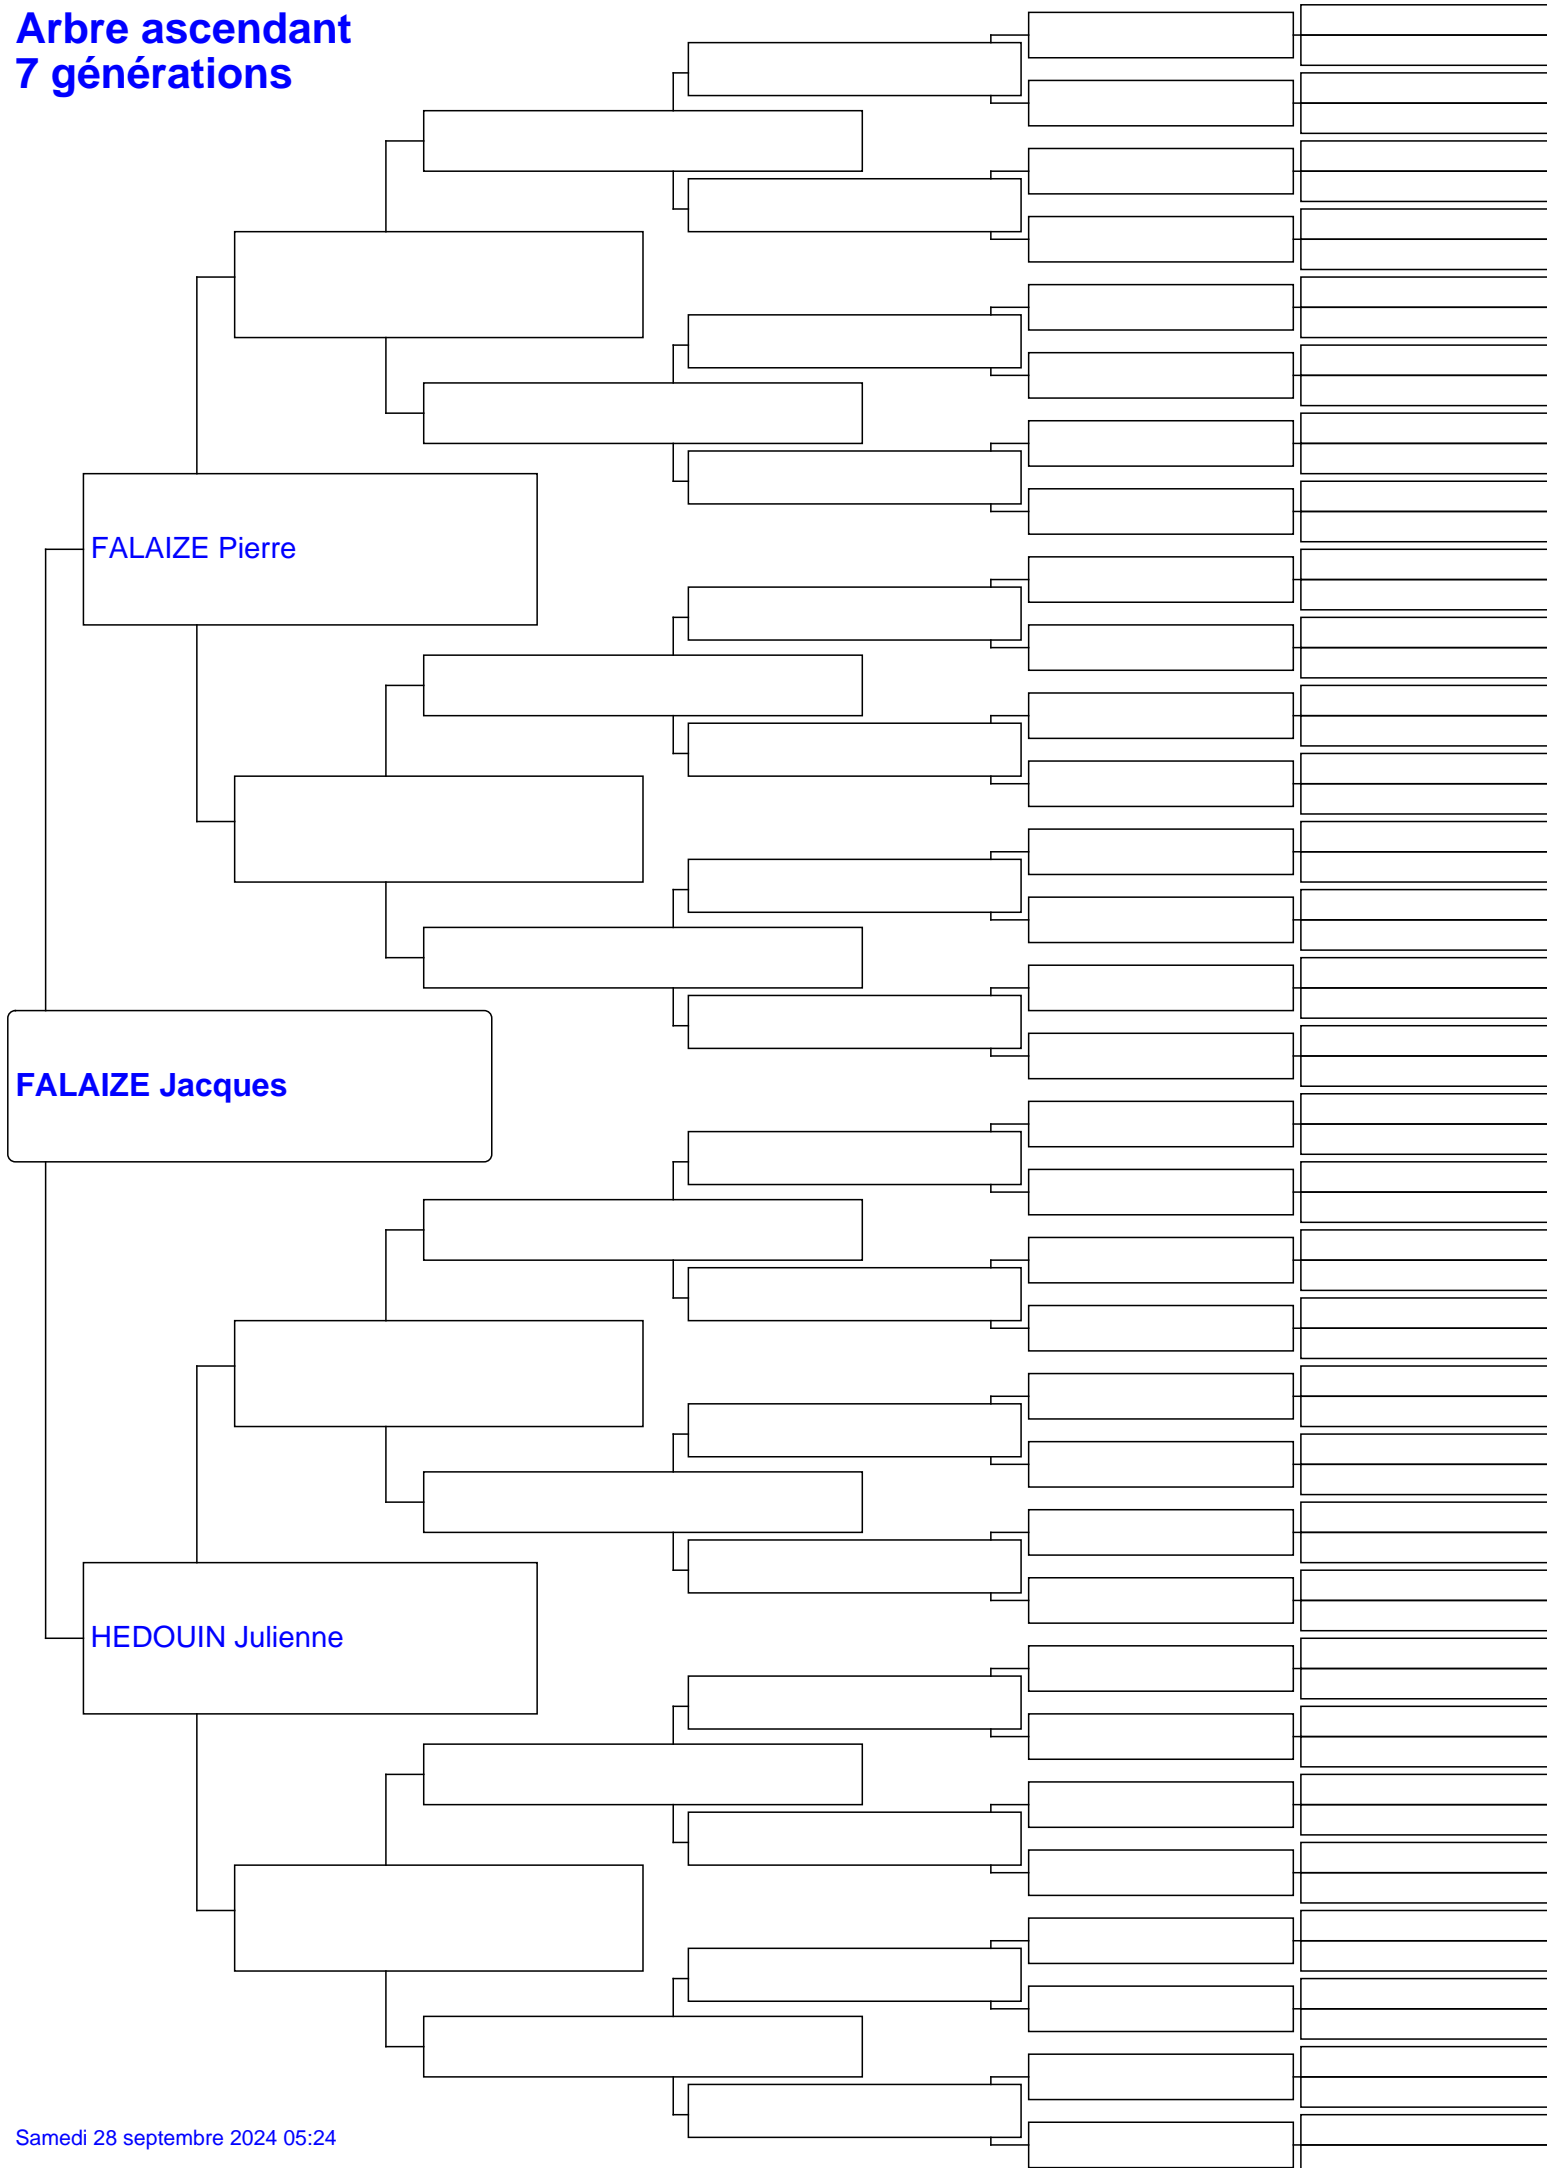 Arbre ascendant
7 générations
FALAIZE Pierre
FALAIZE Jacques
HEDOUIN Julienne
Samedi 28 septembre 2024 05:24